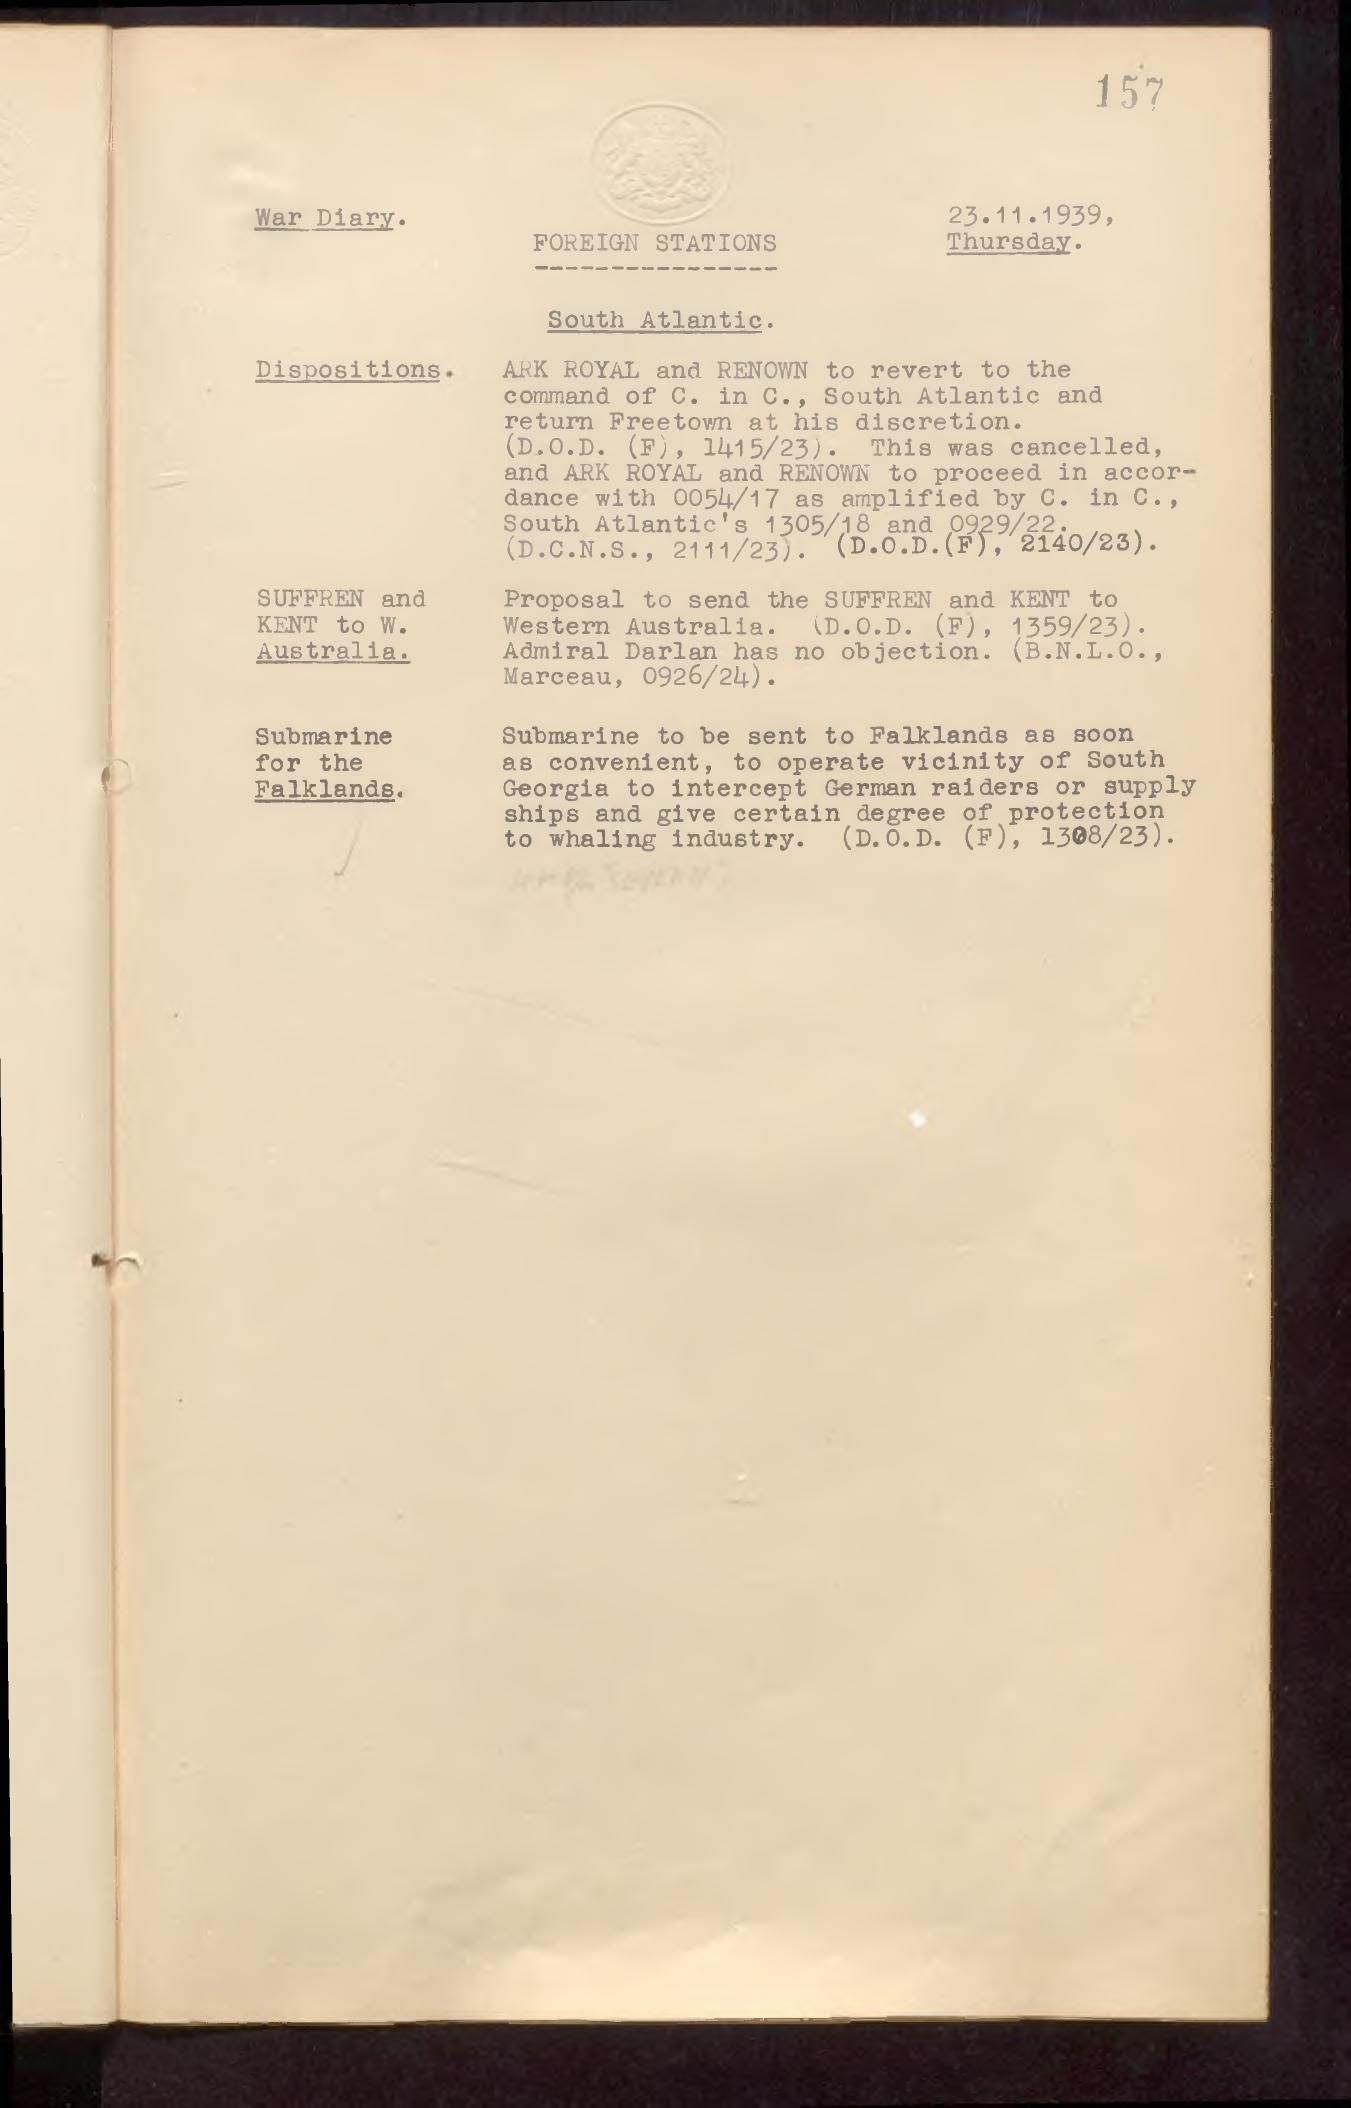 157
War Diary.
23.11.1939,
Thursday.
FOREIGN STATIONS
----------------
South Atlantic.
Dispositions.
ARK ROYAL and RENOWN to revert to the
command of C. in C., South Atlantic and
return Freetown at his discretion.
(D.O.D. (F), 1415/23). This was cancelled,
and ARK ROYAL and RENOWN to proceed in accor-
dance with 0054/17 as amplified by C. in C.,
South Atlantic's 1305/18 and 0929/22.
(D.C.N.S., 2111/23). (D.O.D.(F), 2140/23).
SUFFREN and
KENT to W.
Australia.
Proposal to send the SUFFREN and KENT to
Western Australia. (D.O.D. (F), 1359/23).
Admiral Darlan has no objection. (B.N.L.O.,
Marceau, 0926/24).
Submarine
for the
Falklands.
Submarine to be sent to Falklands as soon
as convenient, to operate vicinity of South
Georgia to intercept German raiders or supply
ships and give certain degree of protection
to whaling industry. (D.O.D. (F), 1308/23).